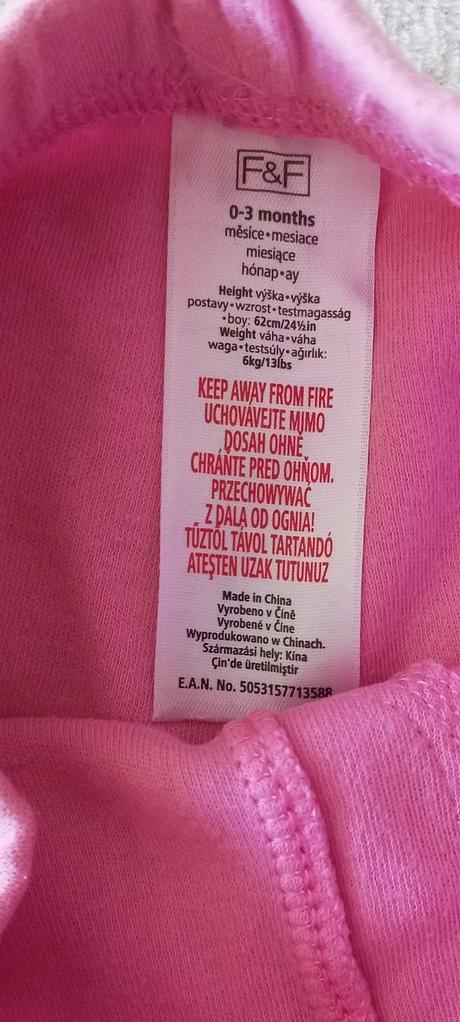 F&F
0-3 months
měsíce•mesiace
miesiące
hónap•ay
Height výška•výška
postavy•wzrost•testmagasság
•boy: 62cm/24½in
Weight váha•váha
waga•testsúly•ağırlık:
6kg/13lbs
KEEP AWAY FROM FIRE
UCHOVÁVEJTE MIMO
DOSAH OHNĚ
CHRÁŇTE PRED OHŇOM.
PRZECHOWYWAĆ
Z DALA OD OGNIA!
TŰZTŐL TÁVOL TARTANDÓ
ATEŞTEN UZAK TUTUNUZ
Made in China
Vyrobeno v Číně
Vyrobené v Číne
Wyprodukowano w Chinach.
Származási hely: Kína
Çin'de üretilmiştir
E.A.N. No. 5053157713588